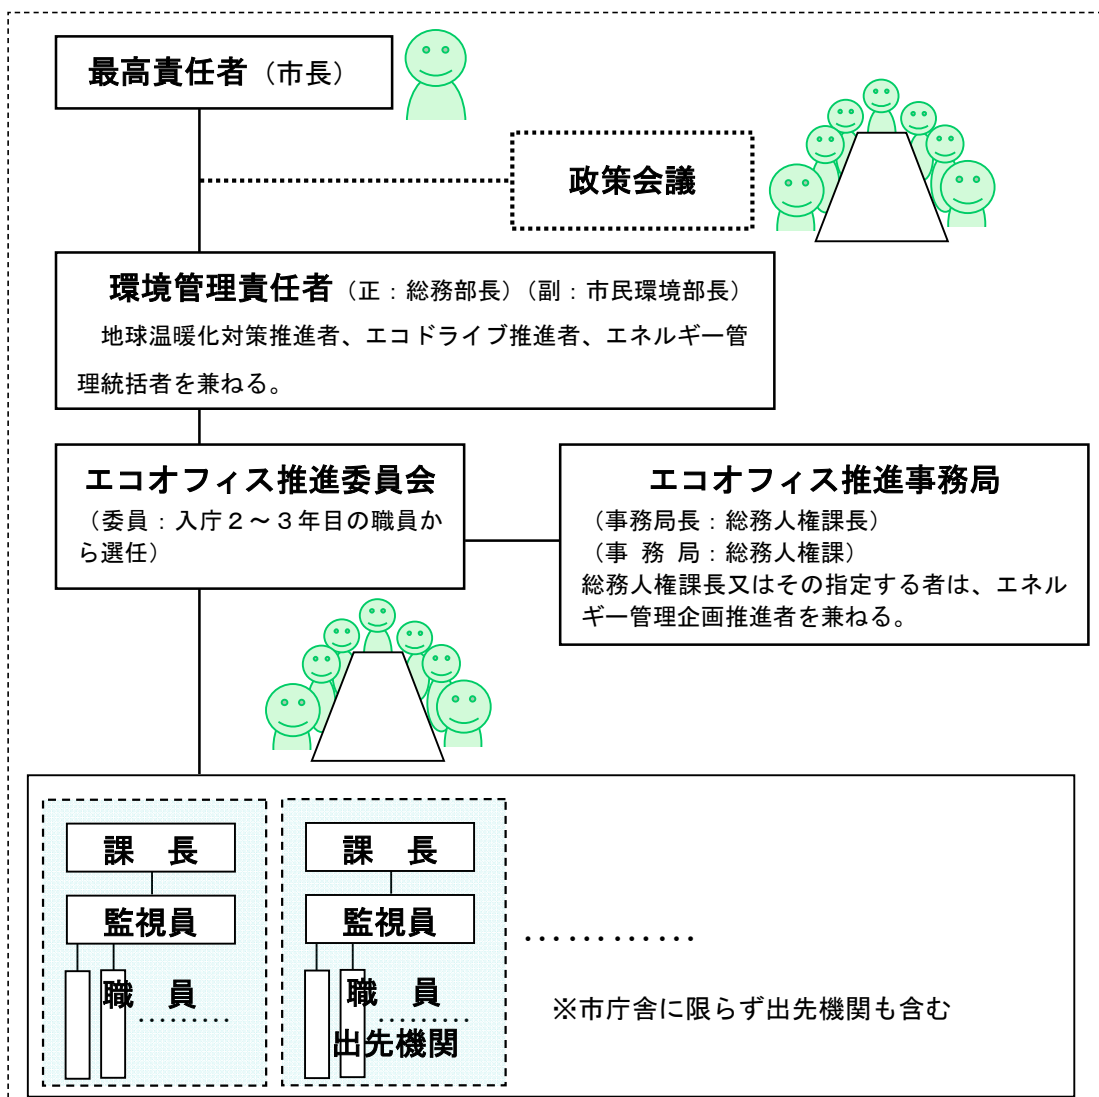 最高責任者（市長）
政策会議
環境管理責任者（正：総務部長）（副：市民環境部長）
地球温暖化対策推進者、エコドライブ推進者、エネルギー管
理統括者を兼ねる。
エコオフィス推進委員会
（委員：入庁２～３年目の職員か
ら選任）
エコオフィス推進事務局
（事務局長：総務人権課長）
（事 務 局：総務人権課）
総務人権課長又はその指定する者は、エネル
ギー管理企画推進者を兼ねる。
課　長
監視員
職　員
………
課　長
監視員
職　員
………
出先機関
…………
※市庁舎に限らず出先機関も含む